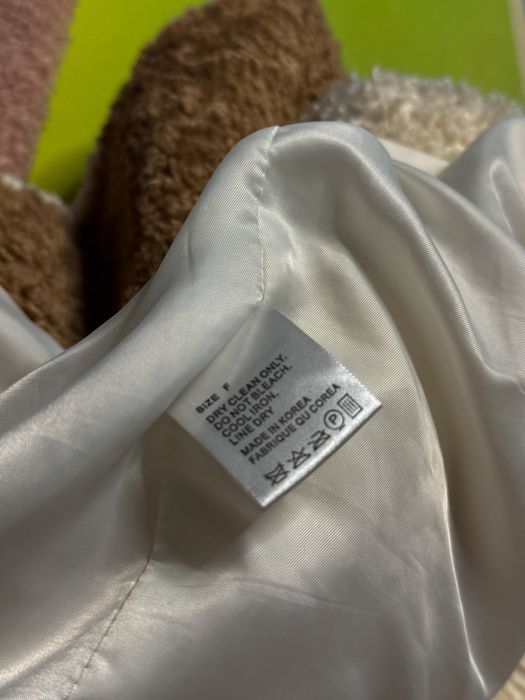 SIZE F
DRY CLEAN ONLY.
DO NOT BLEACH.
COOL IRON.
LINE DRY
MADE IN KOREA
FABRIQUE QU COREA
P